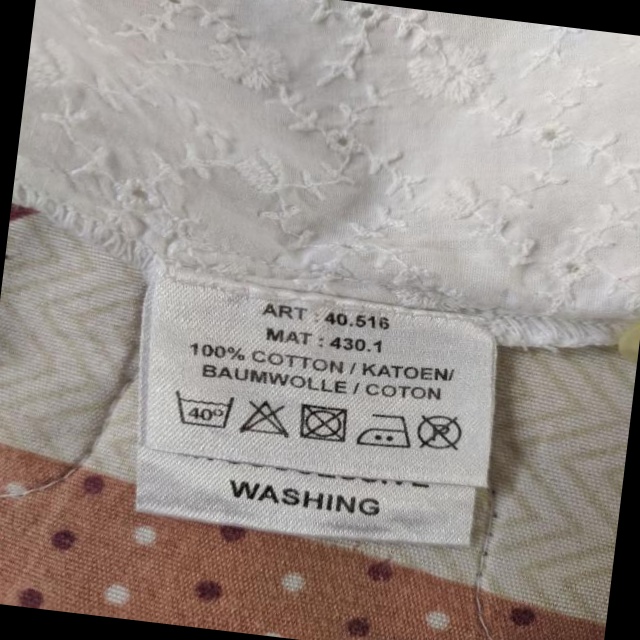 ART : 40.516
MAT : 430.1
100% COTTON / KATOEN/
BAUMWOLLE / COTON
40°
WASHING